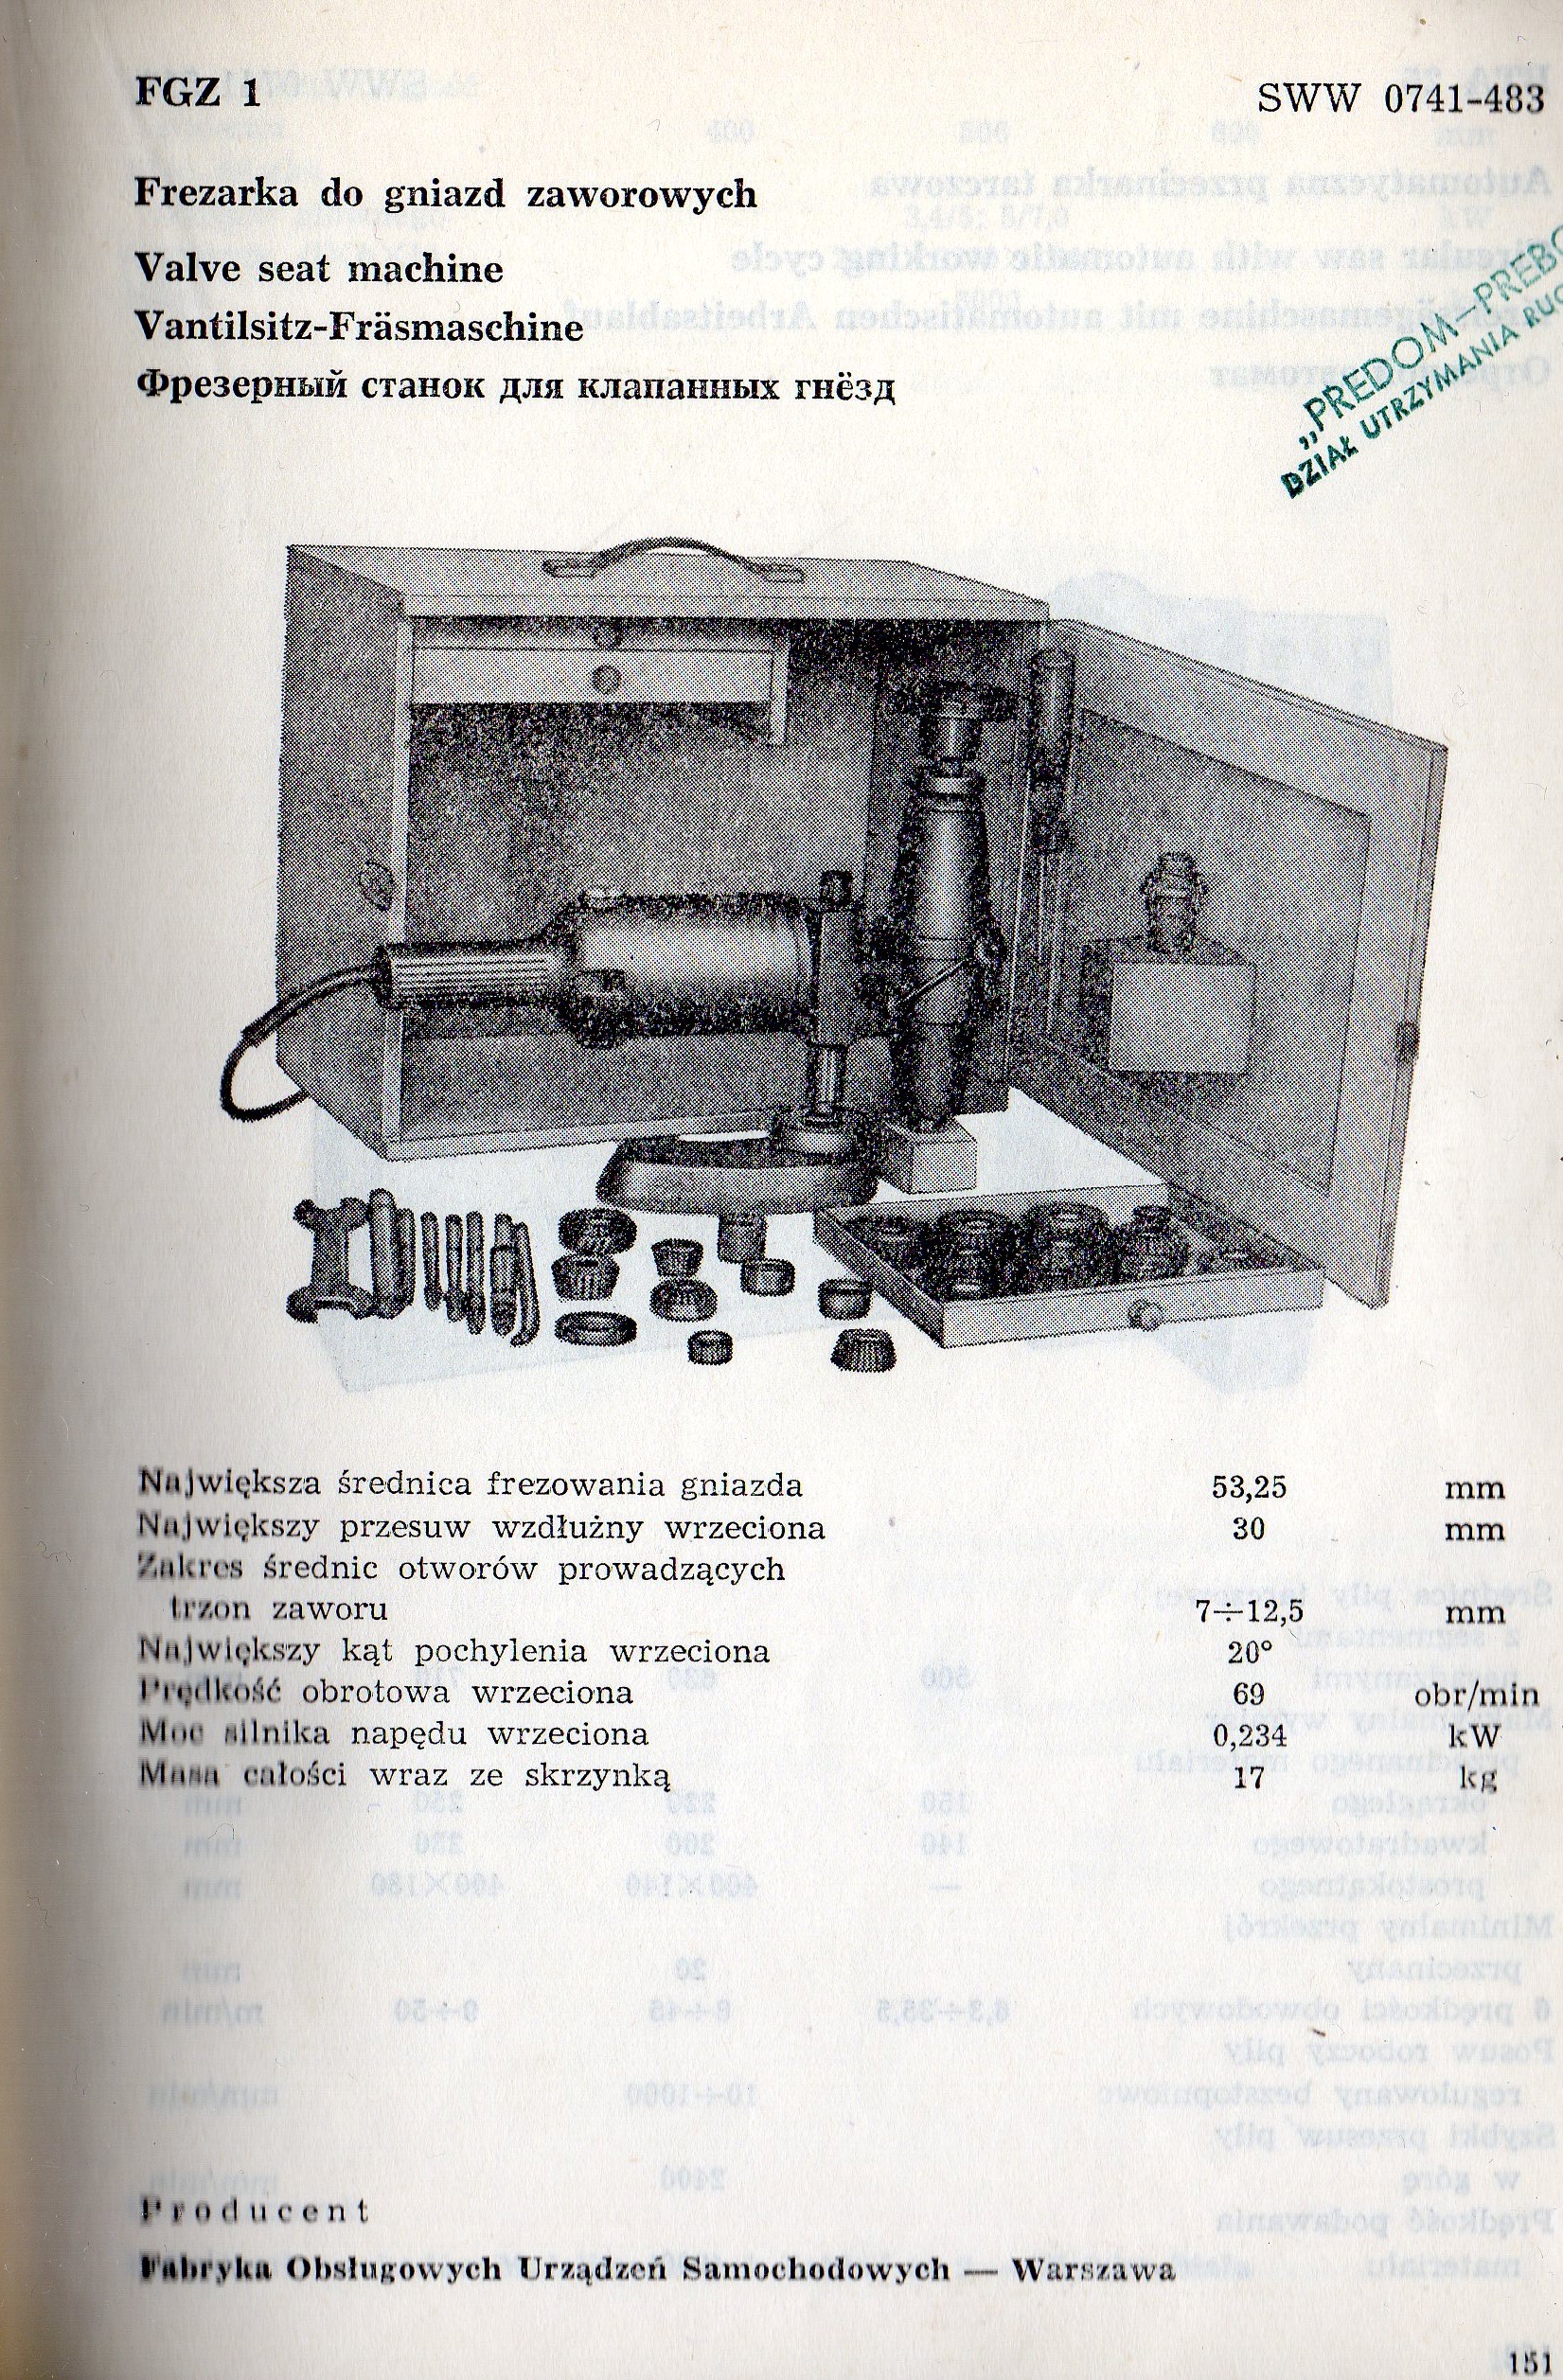 FGZ 1 SWW 0741-483
Frezarka do gniazd zaworowych
Valve seat machine
Vantilsitz-Fräsmaschine
Фрезерный станок для клапанных гнёзд
„PREDOM—PREBO
DZIAŁ UTRZYMANIA RUC
Największa średnica frezowania gniazda 53,25 mm
Największy przesuw wzdłużny wrzeciona 30 mm
Zakres średnic otworów prowadzących
trzon zaworu 7÷12,5 mm
Największy kąt pochylenia wrzeciona 20°
Prędkość obrotowa wrzeciona 69 obr/min
Moc silnika napędu wrzeciona 0,234 kW
Masa całości wraz ze skrzynką 17 kg
Producent
Fabryka Obsługowych Urządzeń Samochodowych — Warszawa
151